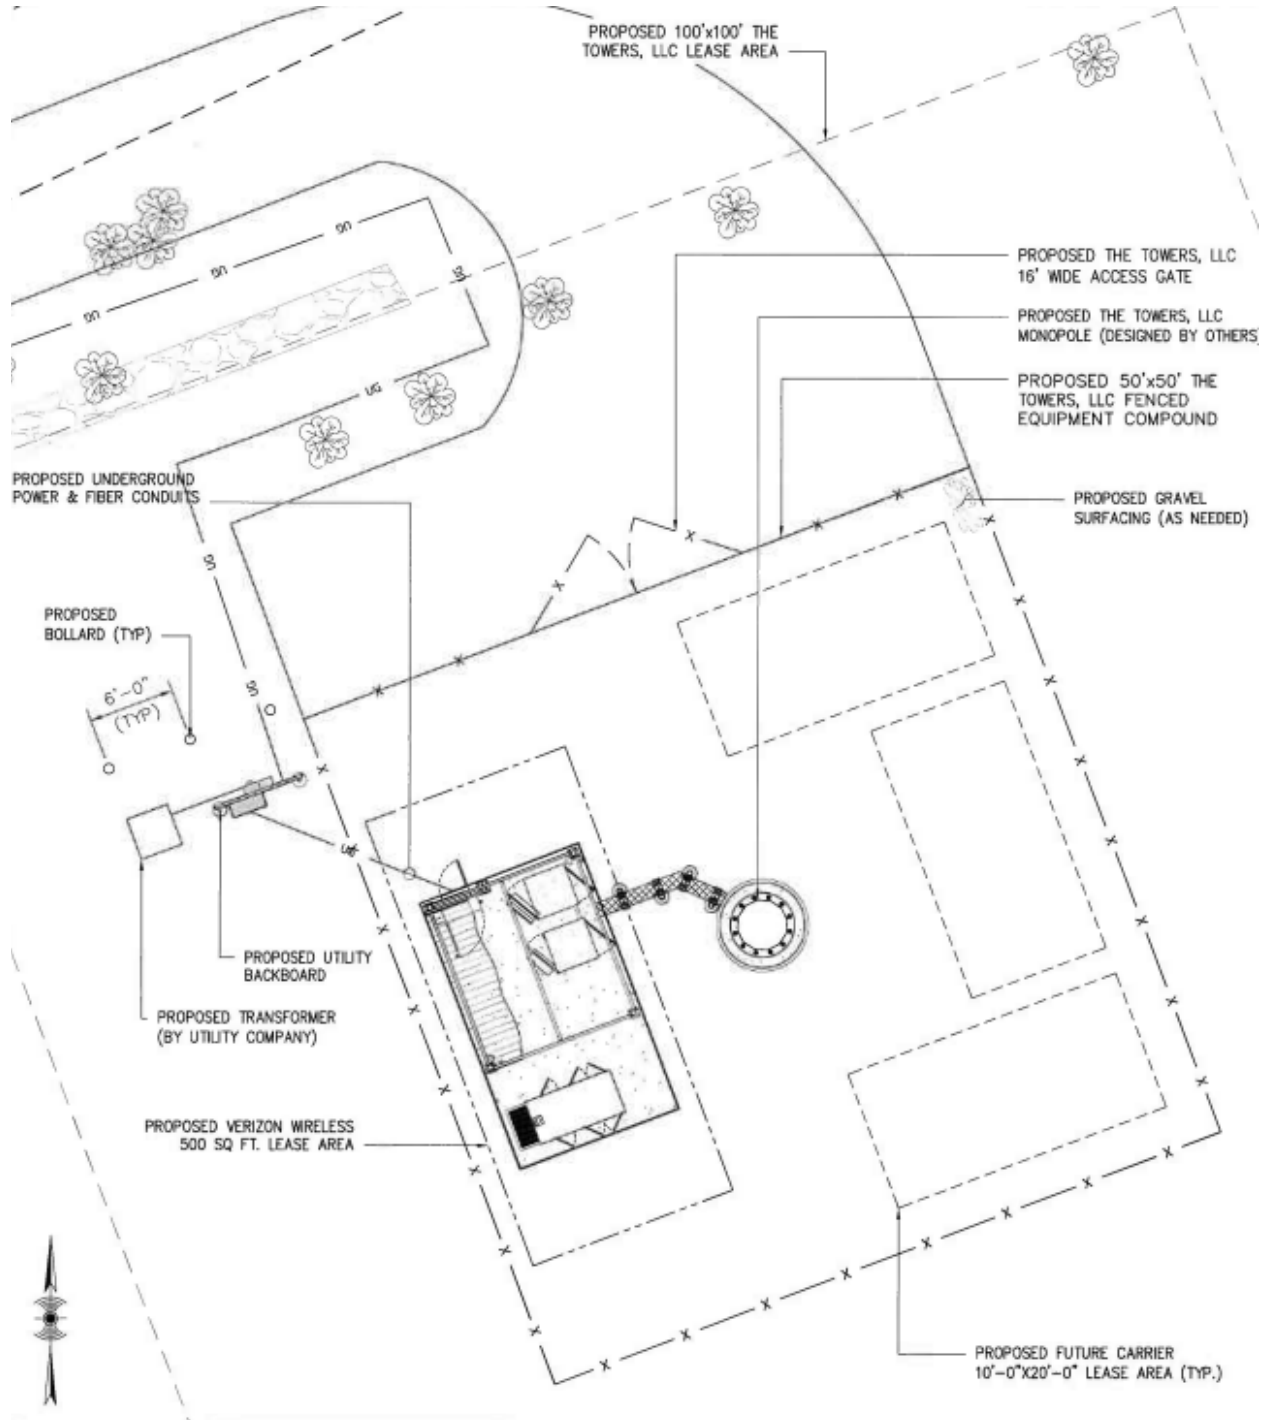 PROPOSED 100'x100' THE
TOWERS, LLC LEASE AREA
UG
UG
UG
UG
UG
PROPOSED THE TOWERS, LLC
16' WIDE ACCESS GATE
PROPOSED THE TOWERS, LLC
MONOPOLE (DESIGNED BY OTHERS
PROPOSED 50'x50' THE
TOWERS, LLC FENCED
EQUIPMENT COMPOUND
PROPOSED UNDERGROUND
POWER & FIBER CONDUITS
PROPOSED GRAVEL
SURFACING (AS NEEDED)
UG
PROPOSED
BOLLARD (TYP)
6'-0"
(TYP)
UG
UG
PROPOSED UTILITY
BACKBOARD
PROPOSED TRANSFORMER
(BY UTILITY COMPANY)
PROPOSED VERIZON WIRELESS
500 SQ FT. LEASE AREA
PROPOSED FUTURE CARRIER
10'-0"X20'-0" LEASE AREA (TYP.)